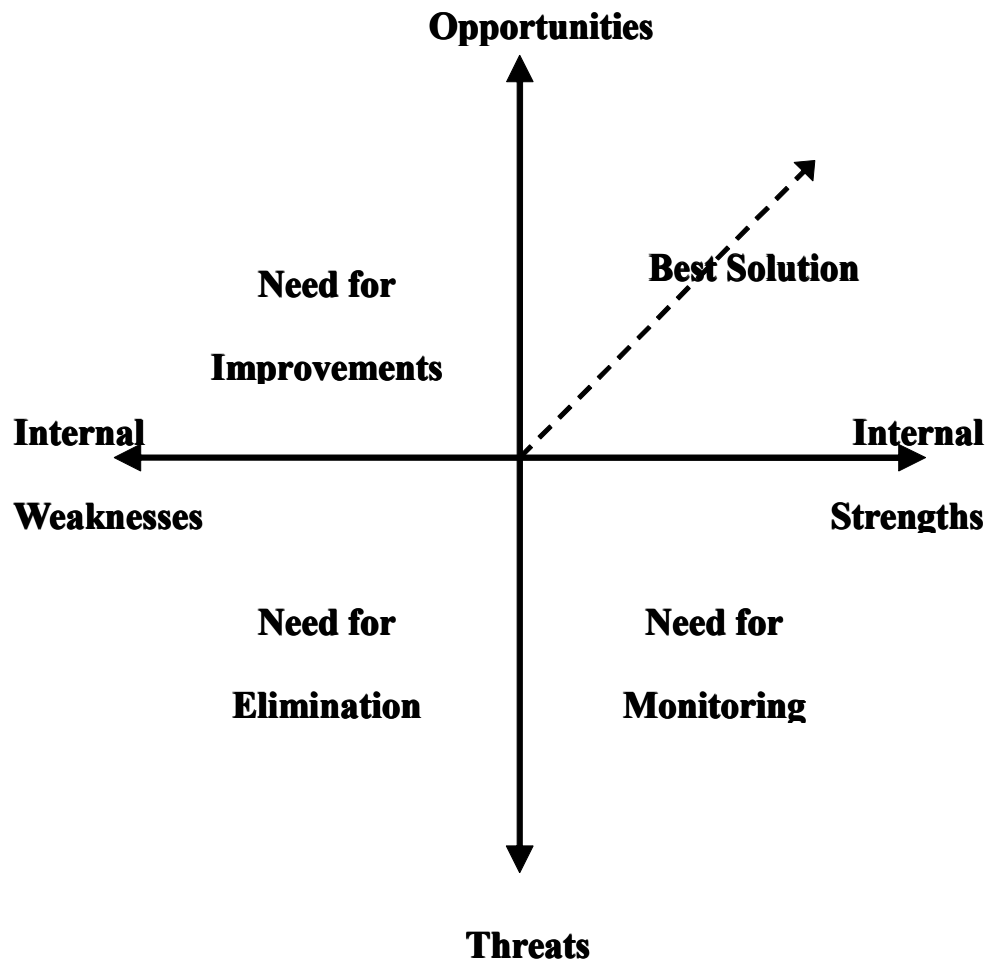 Opportunities
Best Solution
Need for
Improvements
Internal
Internal
Weaknesses
Strengths
Need for
Need for
Elimination
Monitoring
Threats